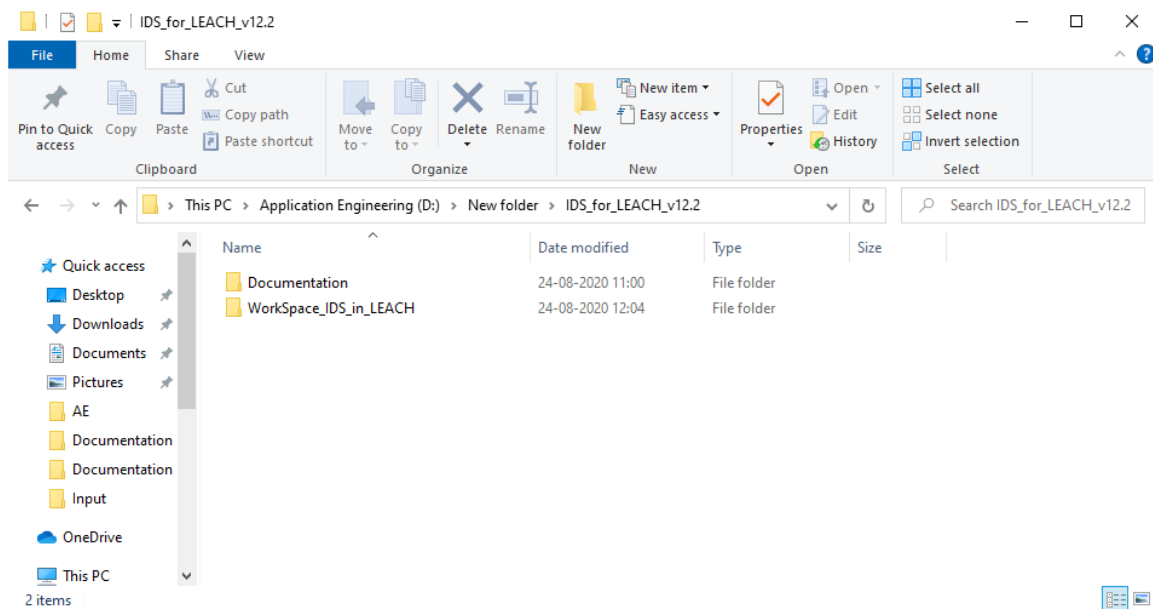 IDS_for_LEACH_v12.2
File Home Share View
Pin to Quick access
Copy
Paste
Cut
Copy path
Paste shortcut
Clipboard
Move to
Copy to
Delete
Rename
Organize
New folder
New item
Easy access
New
Properties
Open
Edit
History
Open
Select all
Select none
Invert selection
Select
This PC > Application Engineering (D:) > New folder > IDS_for_LEACH_v12.2
Search IDS_for_LEACH_v12.2
Quick access
Desktop
Downloads
Documents
Pictures
AE
Documentation
Documentation
Input
OneDrive
This PC
Name Date modified Type Size
Documentation 24-08-2020 11:00 File folder
WorkSpace_IDS_in_LEACH 24-08-2020 12:04 File folder
2 items